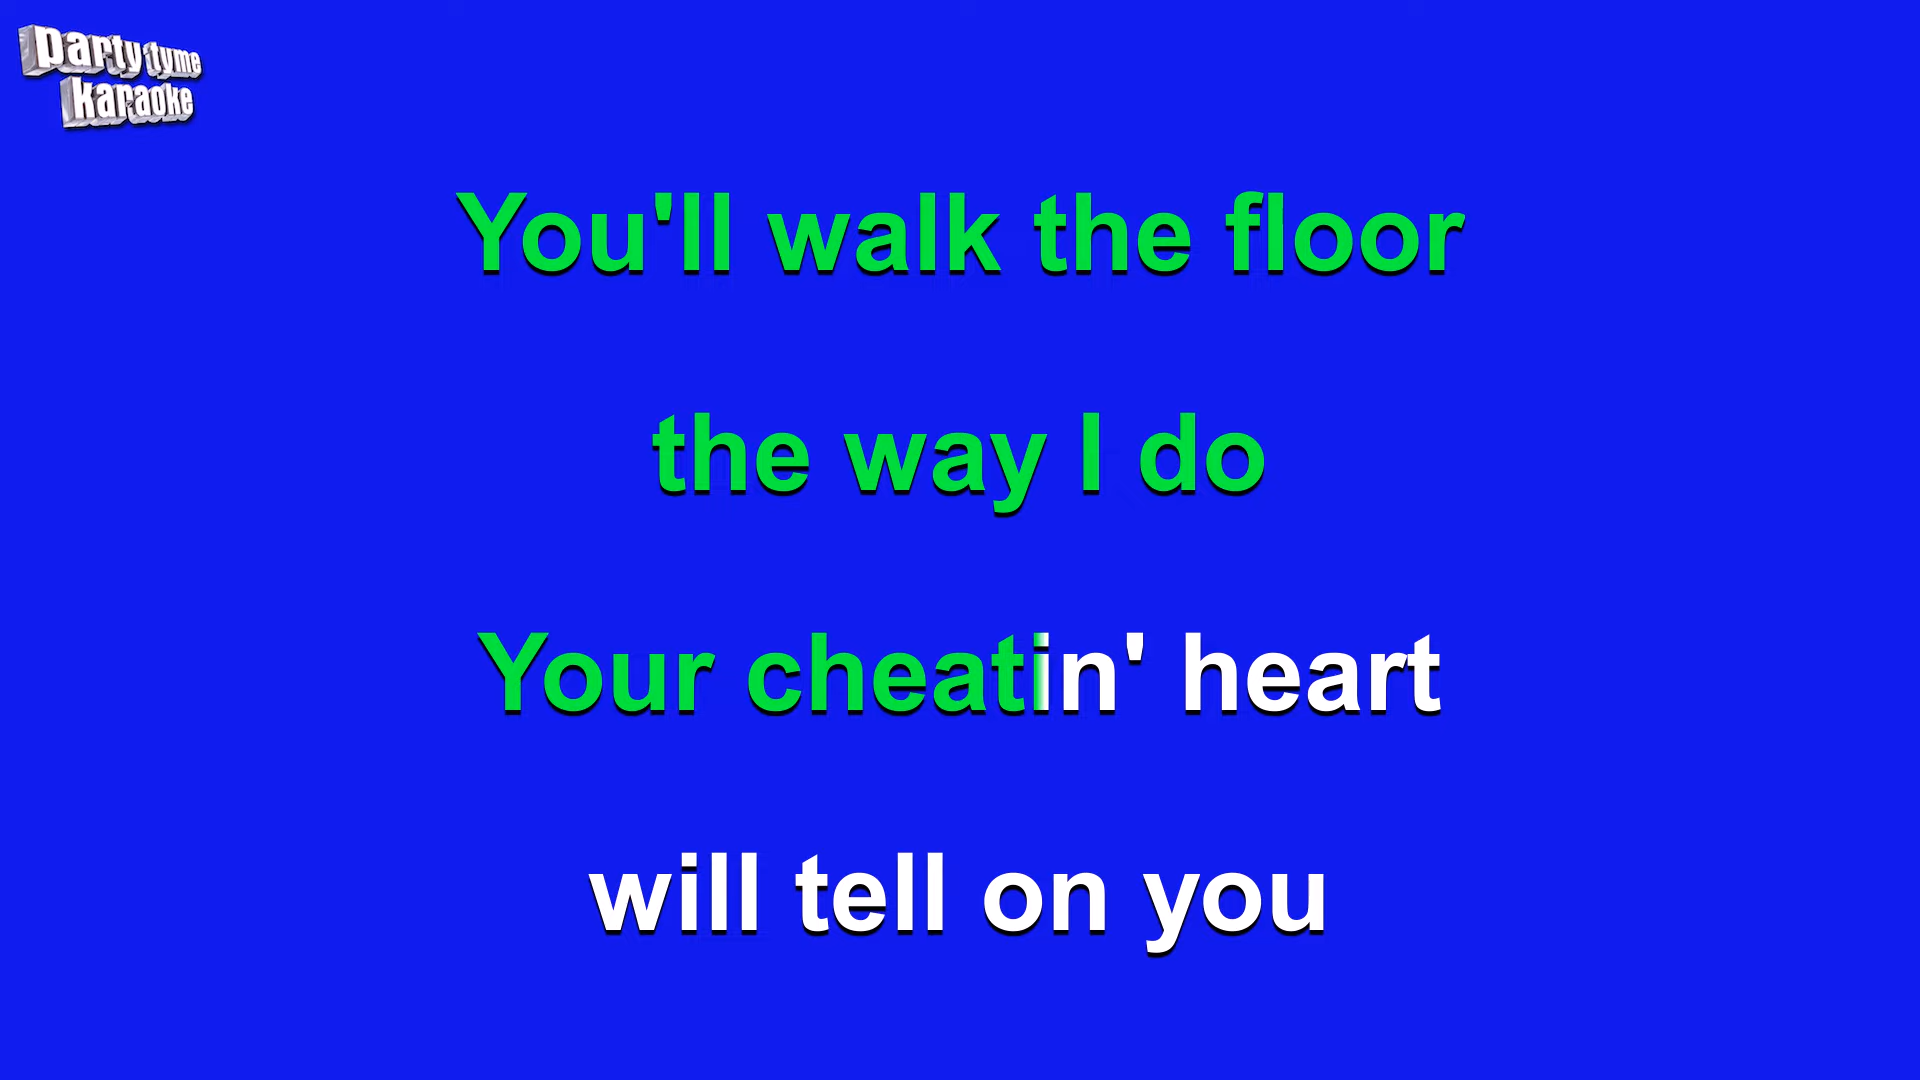 party tyme
karaoke
You'll walk the floor
the way I do
Your cheatin' heart
will tell on you